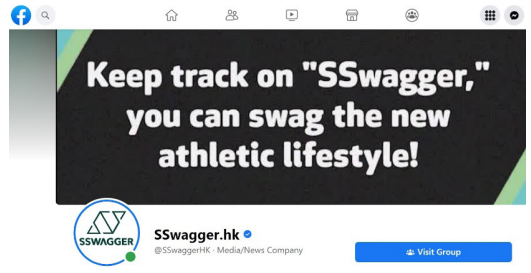 Keep track on "SSwagger,"
you can swag the new
athletic lifestyle!
SSWAGGER
SSwagger.hk
@SSwaggerHK · Media/News Company
Visit Group